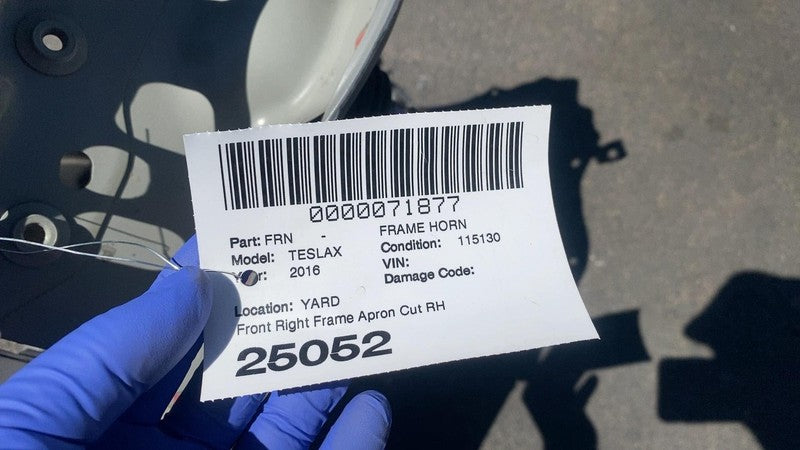 0000071877
Part: FRN - FRAME HORN
Model: TESLAX Condition: 115130
2016 VIN:
Damage Code:
Location: YARD
Front Right Frame Apron Cut RH
25052